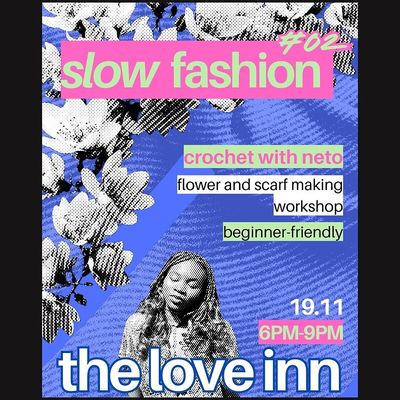 #02
slow fashion
crochet with neto
flower and scarf making
workshop
beginner-friendly
19.11
6PM-9PM
the love inn